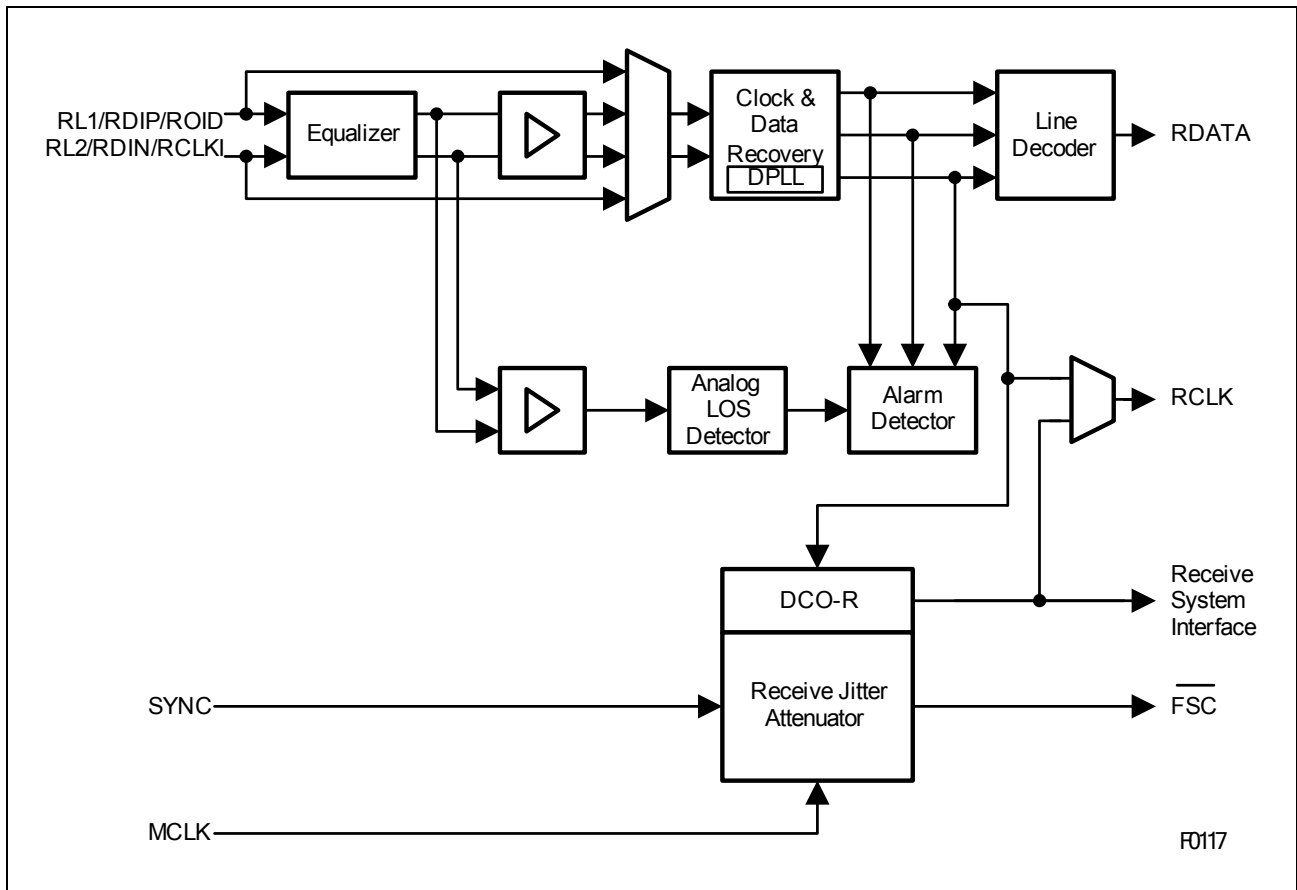 RL1/RDIP/ROID
RL2/RDIN/RCLKI
Equalizer
Clock &
Data
Recovery
DPLL
Line
Decoder
RDATA
Analog
LOS
Detector
Alarm
Detector
RCLK
DCO-R
Receive
System
Interface
SYNC
Receive Jitter
Attenuator
FSC
MCLK
F0117